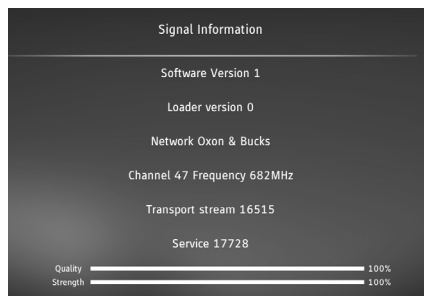 Signal Information
Software Version 1
Loader version 0
Network Oxon & Bucks
Channel 47 Frequency 682MHz
Transport stream 16515
Service 17728
Quality 100%
Strength 100%